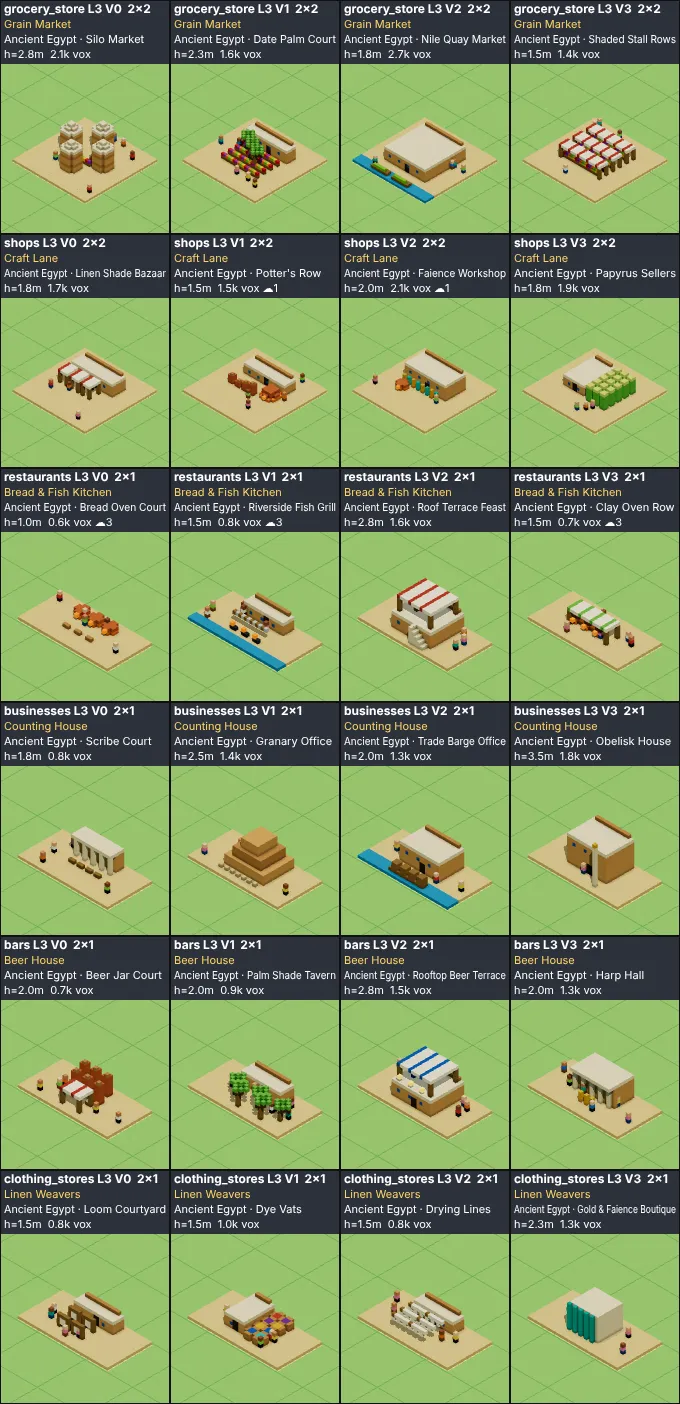 grocery_store L3 V0 2×2
Grain Market
Ancient Egypt · Silo Market
h=2.8m 2.1k vox
grocery_store L3 V1 2×2
Grain Market
Ancient Egypt · Date Palm Court
h=2.3m 1.6k vox
grocery_store L3 V2 2×2
Grain Market
Ancient Egypt · Nile Quay Market
h=1.8m 2.7k vox
grocery_store L3 V3 2×2
Grain Market
Ancient Egypt · Shaded Stall Rows
h=1.5m 1.4k vox
shops L3 V0 2×2
Craft Lane
Ancient Egypt · Linen Shade Bazaar
h=1.8m 1.7k vox
shops L3 V1 2×2
Craft Lane
Ancient Egypt · Potter's Row
h=1.5m 1.5k vox ☁1
shops L3 V2 2×2
Craft Lane
Ancient Egypt · Faience Workshop
h=2.0m 2.1k vox ☁1
shops L3 V3 2×2
Craft Lane
Ancient Egypt · Papyrus Sellers
h=1.8m 1.9k vox
restaurants L3 V0 2×1
Bread & Fish Kitchen
Ancient Egypt · Bread Oven Court
h=1.0m 0.6k vox ☁3
restaurants L3 V1 2×1
Bread & Fish Kitchen
Ancient Egypt · Riverside Fish Grill
h=1.5m 0.8k vox ☁3
restaurants L3 V2 2×1
Bread & Fish Kitchen
Ancient Egypt · Roof Terrace Feast
h=2.8m 1.6k vox
restaurants L3 V3 2×1
Bread & Fish Kitchen
Ancient Egypt · Clay Oven Row
h=1.5m 0.7k vox ☁3
businesses L3 V0 2×1
Counting House
Ancient Egypt · Scribe Court
h=1.8m 0.8k vox
businesses L3 V1 2×1
Counting House
Ancient Egypt · Granary Office
h=2.5m 1.4k vox
businesses L3 V2 2×1
Counting House
Ancient Egypt · Trade Barge Office
h=2.0m 1.3k vox
businesses L3 V3 2×1
Counting House
Ancient Egypt · Obelisk House
h=3.5m 1.8k vox
bars L3 V0 2×1
Beer House
Ancient Egypt · Beer Jar Court
h=2.0m 0.7k vox
bars L3 V1 2×1
Beer House
Ancient Egypt · Palm Shade Tavern
h=2.0m 0.9k vox
bars L3 V2 2×1
Beer House
Ancient Egypt · Rooftop Beer Terrace
h=2.8m 1.5k vox
bars L3 V3 2×1
Beer House
Ancient Egypt · Harp Hall
h=2.0m 1.3k vox
clothing_stores L3 V0 2×1
Linen Weavers
Ancient Egypt · Loom Courtyard
h=1.5m 0.8k vox
clothing_stores L3 V1 2×1
Linen Weavers
Ancient Egypt · Dye Vats
h=1.5m 1.0k vox
clothing_stores L3 V2 2×1
Linen Weavers
Ancient Egypt · Drying Lines
h=1.5m 0.8k vox
clothing_stores L3 V3 2×1
Linen Weavers
Ancient Egypt · Gold & Faience Boutique
h=2.3m 1.3k vox